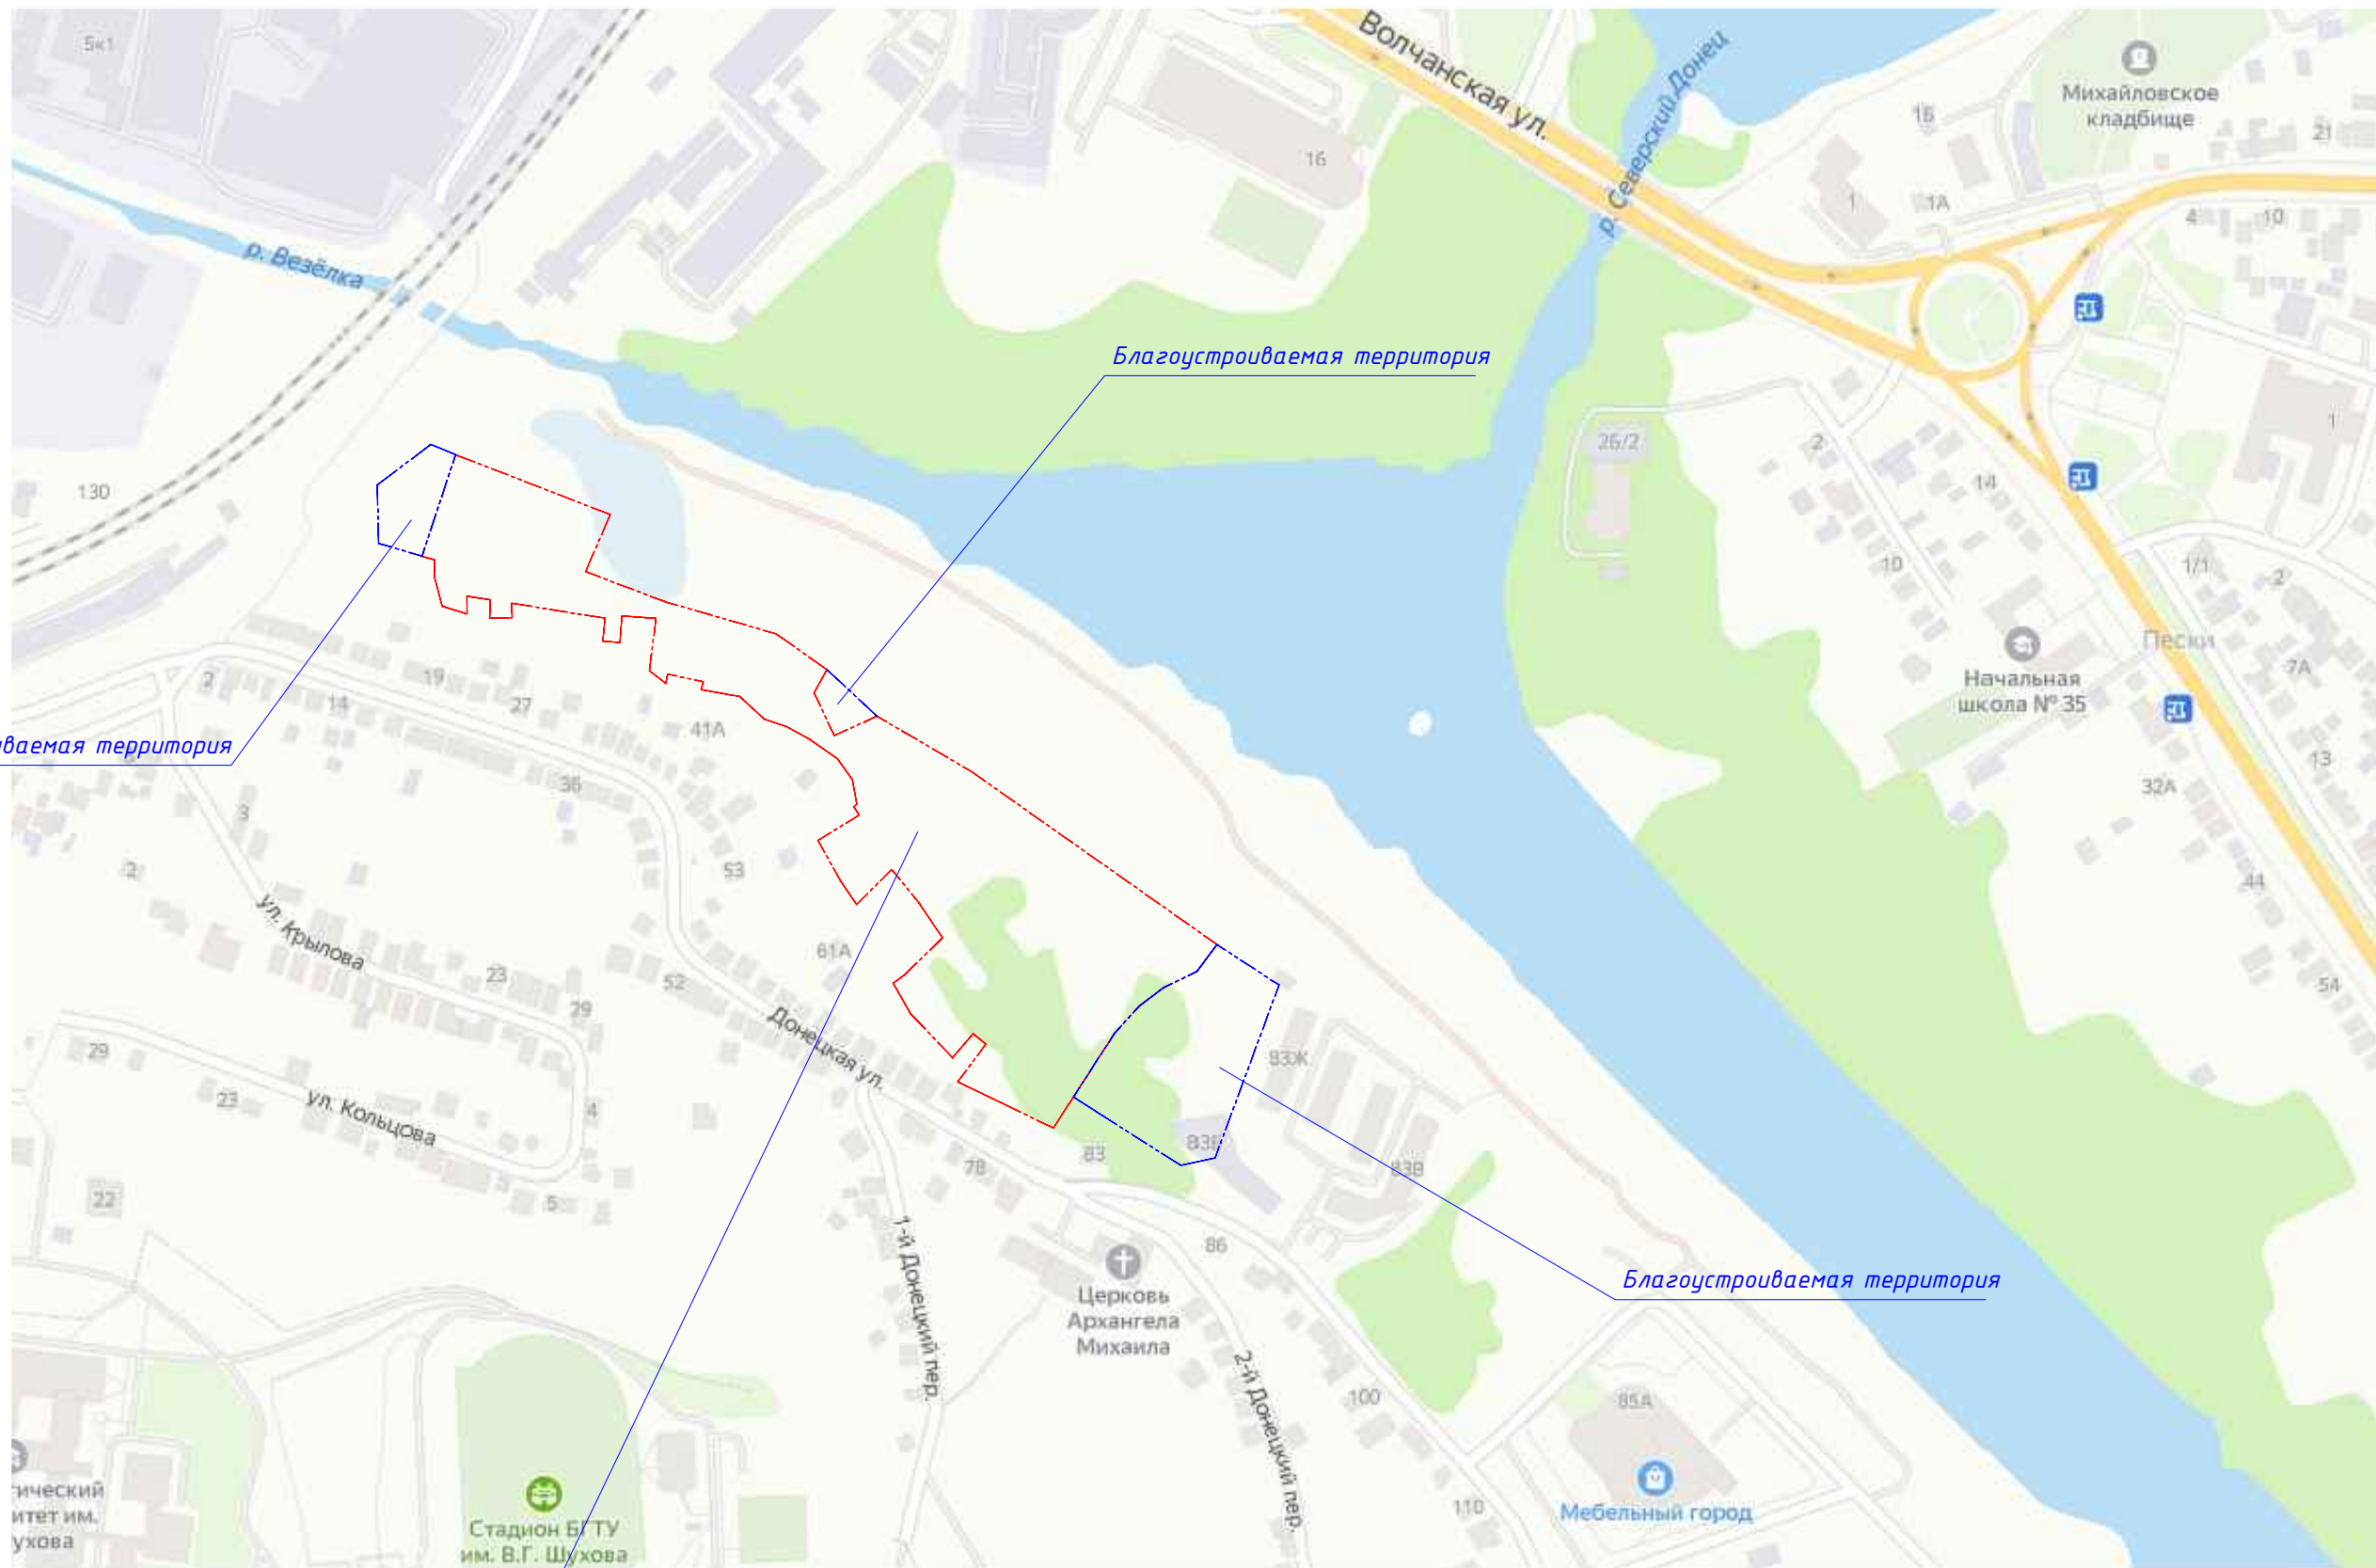 5к1
Волчанская ул.
р. Северский Донец
Михайловское
кладбище
1Б
21
16
1
1А
4
10
р. Везёлка
Благоустраиваемая территория
130
2Б/2
2
14
1
10
1/1
2
Пески
7А
Начальная
школа № 35
13
32А
44
54
2
14
19
27
41А
территория
36
3
2
53
61А
ул. Крылова
23
29
52
Донецкая ул.
29
23
ул. Кольцова
4
22
5
78
83
83Ж
83В
86
1-й Донецкий пер.
Церковь
Архангела
Михаила
Благоустраиваемая территория
2-й Донецкий пер.
100
85А
110
Мебельный город
Стадион БГТУ
им. В.Г. Шухова
итет им.